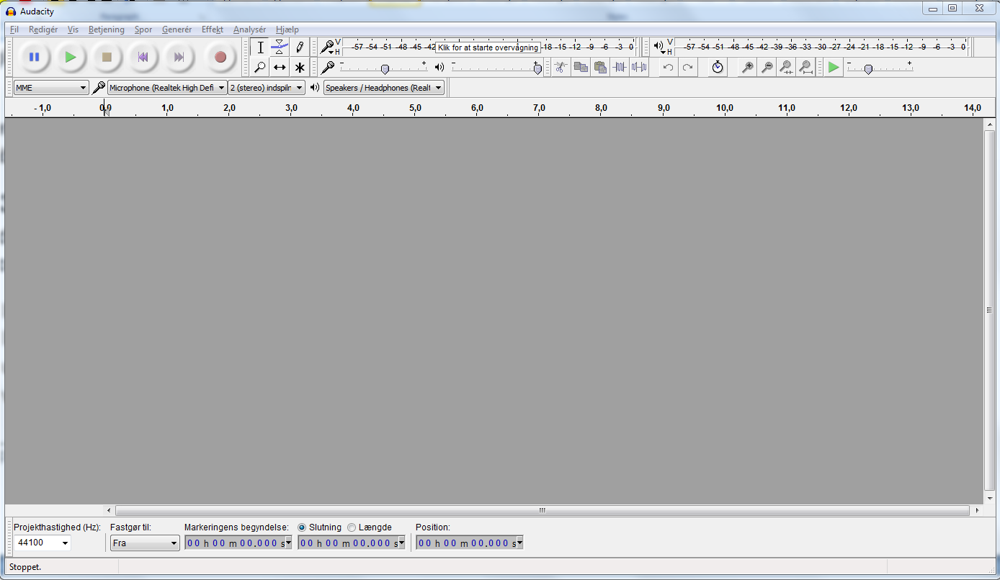 Audacity
Fil Redigér Vis Betjening Spor Generér Effekt Analysér Hjælp
V H -57 -54 -51 -48 -45 -42 Klik for at starte overvågning -18 -15 -12 -9 -6 -3 0 V H -57 -54 -51 -48 -45 -42 -39 -36 -33 -30 -27 -24 -21 -18 -15 -12 -9 -6 -3 0
- + - + - +
MME Microphone (Realtek High Defi 2 (stereo) indspiln Speakers / Headphones (Realt
-1,0 0,0 1,0 2,0 3,0 4,0 5,0 6,0 7,0 8,0 9,0 10,0 11,0 12,0 13,0 14,0
Projekthastighed (Hz): Fastgør til: Markeringens begyndelse: Slutning Længde Position:
44100 Fra 00 h 00 m 00.000 s 00 h 00 m 00.000 s 00 h 00 m 00.000 s
Stoppet.